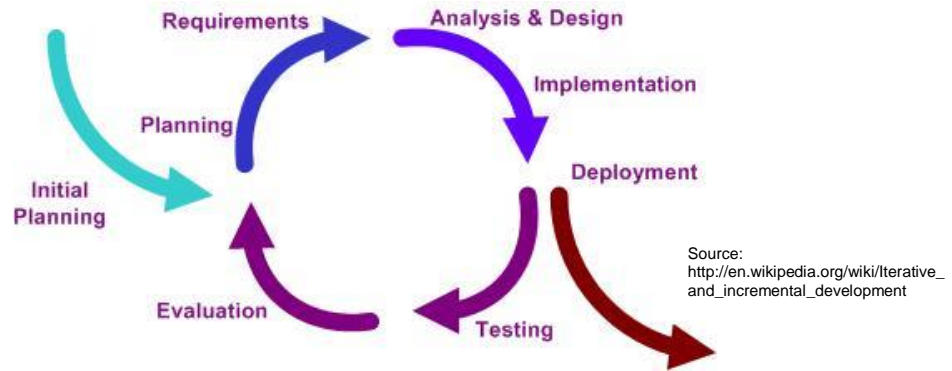 Requirements
Analysis & Design
Implementation
Planning
Deployment
Initial
Planning
Source:
http://en.wikipedia.org/wiki/Iterative_
and_incremental_development
Evaluation
Testing